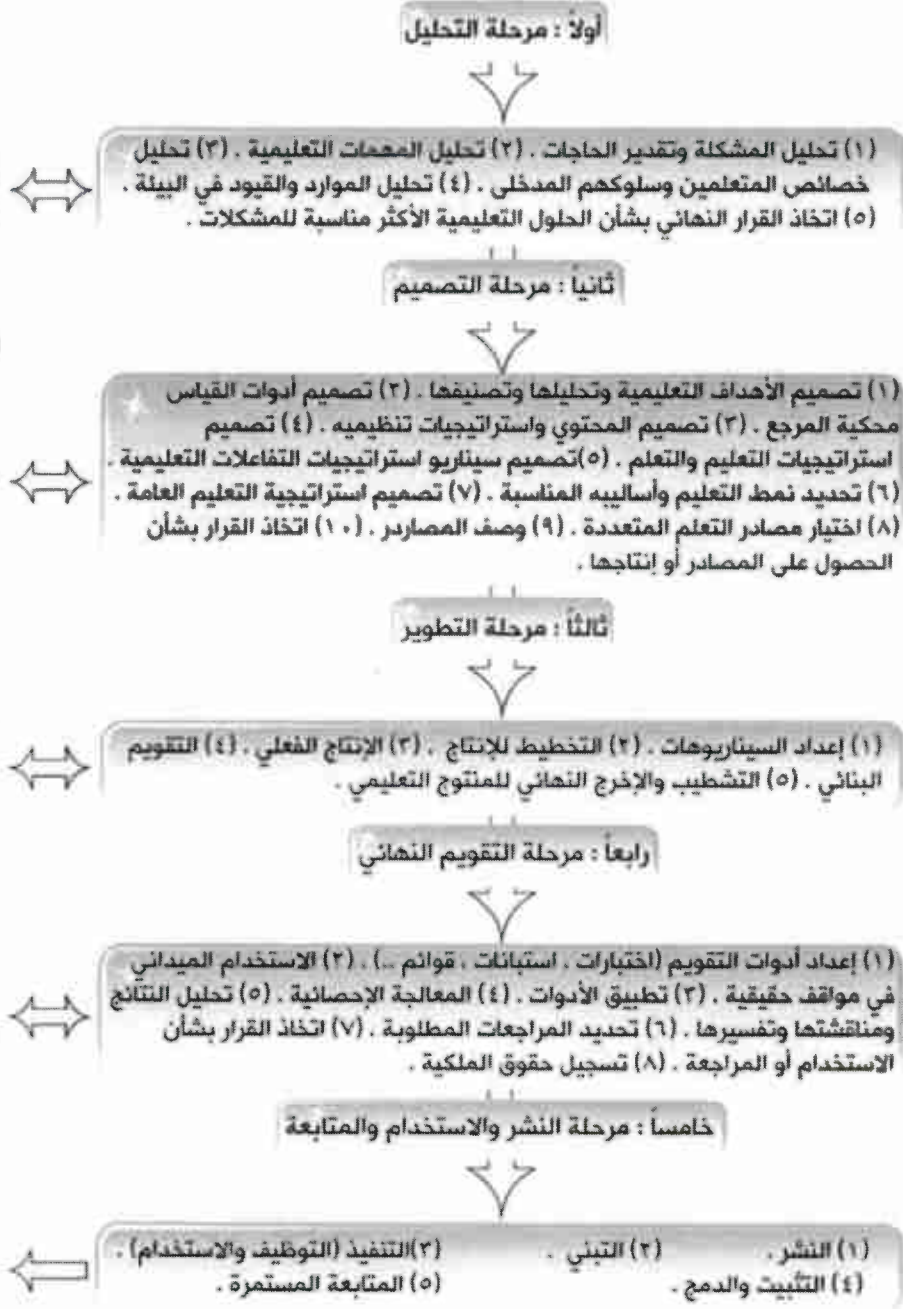 أولاً : مرحلة التحليل
(١) تحليل المشكلة وتقدير الحاجات . (٢) تحليل المهمات التعليمية . (٣) تحليل
خصائص المتعلمين وسلوكهم المدخلى . (٤) تحليل الموارد والقيود في البيئة .
(٥) اتخاذ القرار النهائي بشأن الحلول التعليمية الأكثر مناسبة للمشكلات .
ثانياً : مرحلة التصميم
(١) تصميم الأهداف التعليمية وتحليلها وتصنيفها . (٢) تصميم أدوات القياس
محكية المرجع . (٣) تصميم المحتوي واستراتيجيات تنظيميه . (٤) تصميم
استراتيجيات التعليم والتعلم . (٥)تصميم سيناريو استراتيجيات التفاعلات التعليمية .
(٦) تحديد نمط التعليم وأساليبه المناسبة . (٧) تصميم استراتيجية التعليم العامة .
(٨) اختيار مصادر التعلم المتعددة . (٩) وصف المصاردر . (١٠) اتخاذ القرار بشأن
الحصول على المصادر أو إنتاجها .
ثالثاً : مرحلة التطوير
(١) إعداد السيناريوهات . (٢) التخطيط للإنتاج . (٣) الإنتاج الفعلي . (٤) التقويم
البنائي . (٥) التشطيب والإخرج النهائي للمنتوج التعليمي .
رابعاً : مرحلة التقويم النهائي
(١) إعداد أدوات التقويم (اختبارات . استبانات . قوائم ..) . (٢) الاستخدام الميداني
في مواقف حقيقية . (٣) تطبيق الأدوات . (٤) المعالجة الإحصائية . (٥) تحليل النتائج
ومناقشتها وتفسيرها . (٦) تحديد المراجعات المطلوبة . (٧) اتخاذ القرار بشأن
الاستخدام أو المراجعة . (٨) تسجيل حقوق الملكية .
خامساً : مرحلة النشر والاستخدام والمتابعة
(١) النشر . (٢) التبني . (٣)التنفيذ (التوظيف والاستخدام) .
(٤) التثبيت والدمج . (٥) المتابعة المستمرة .